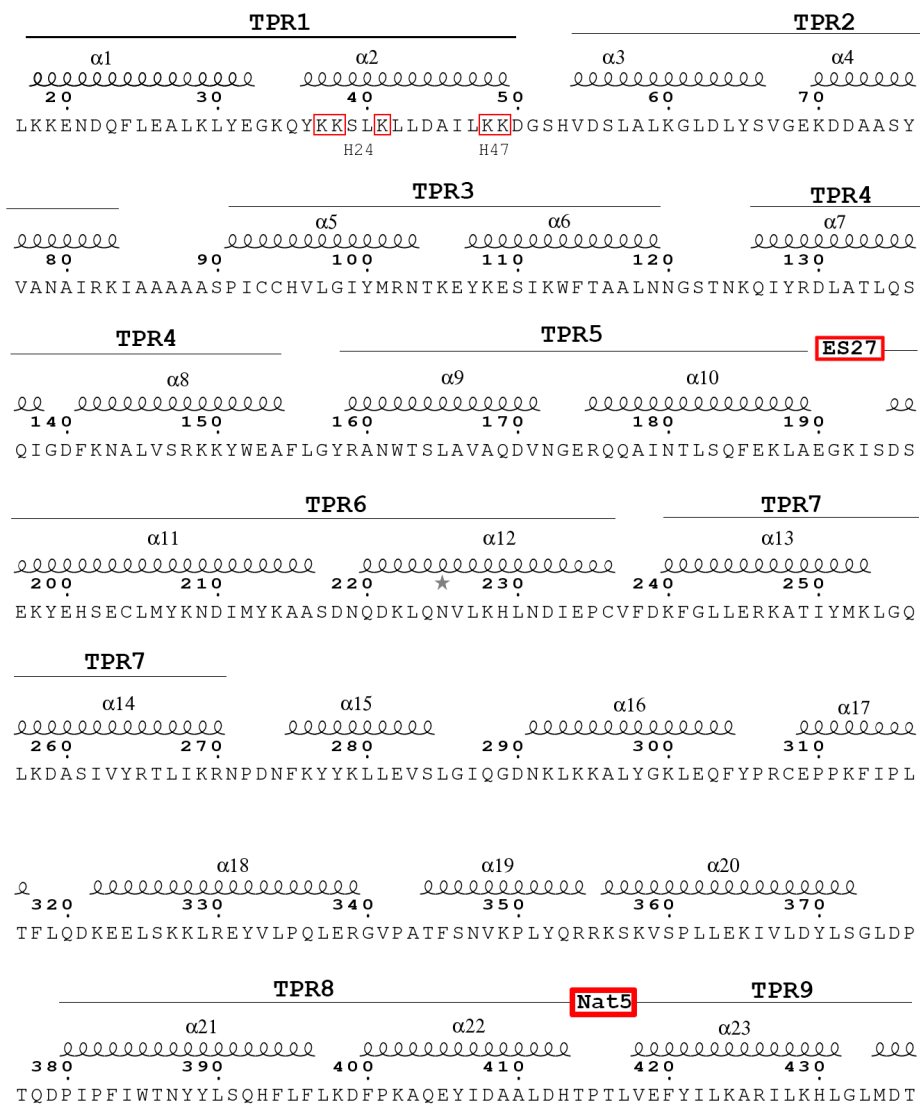 TPR1 TPR2
α1 α2 α3 α4
20 30 40 50 60 70
LKKENDQFLEALKLYEGKQYKKSLKLLDAILKKDGSHVDSLALKGLDLYSVGEKDDAASY
H24 H47
TPR3 TPR4
α5 α6 α7
80 90 100 110 120 130
VANAIRKIAAAAASPICCHVLGIYMRNTKEYKESIKWFTAALNNGSTNKQIYRDLATLQS
TPR4 TPR5 ES27
α8 α9 α10
140 150 160 170 180 190
QIGDFKNALVSRKKYWEAFLGYRANWTSLAVAQDVNGERQQAINTLSQFEKLAEGKISDS
TPR6 TPR7
α11 α12 α13
200 210 220 230 240 250
EKYEHSECLMYKNDIMYKAASDNQDKLQNVLKHLNDIEPCVFDKFGLLERKATIYMKLGQ
TPR7
α14 α15 α16 α17
260 270 280 290 300 310
LKDASIVYRTLIKRNPDNFKYYKLLEVSLGIQGDNKLKKALYGKLEQFYPRCEPPKFIPL
α18 α19 α20
320 330 340 350 360 370
TFLQDKEELSKKLREYVLPQLERGVPATFSNVKPLYQRRKSKVSPLLEKIVLDYLSGLDP
TPR8 Nat5 TPR9
α21 α22 α23
380 390 400 410 420 430
TQDPIPFIWTNYYLSQHFLFLKDFPKAQEYIDAALDHTPTLVEFYILKARILKHLGLMDT